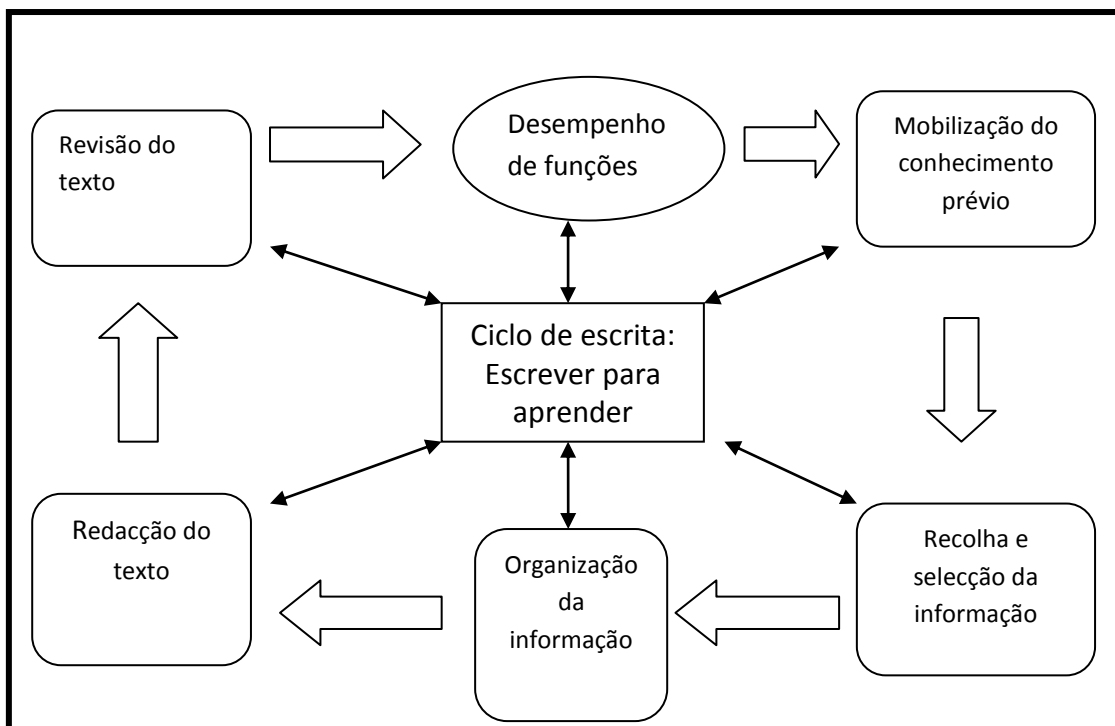 Revisão do
texto
Desempenho
de funções
Mobilização do
conhecimento
prévio
Ciclo de escrita:
Escrever para
aprender
Redacção do
texto
Organização
da
informação
Recolha e
selecção da
informação